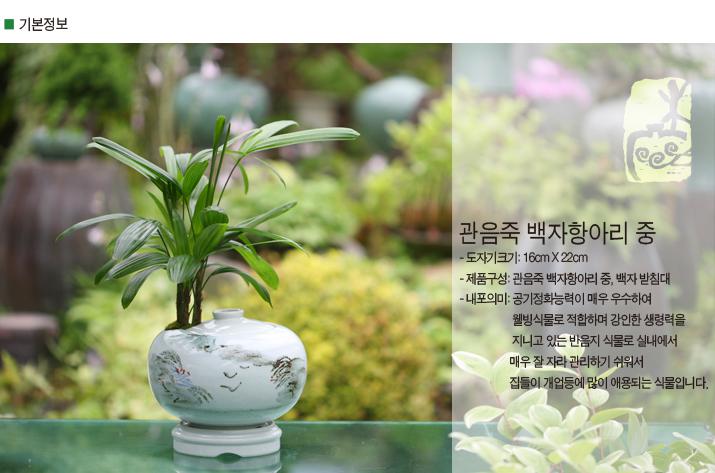 기본정보
관음죽 백자항아리 중
- 도자기크기: 16cm X 22cm
- 제품구성: 관음죽 백자항아리 중, 백자 받침대
- 내포의미: 공기정화능력이 매우 우수하여
웰빙식물로 적합하며 강인한 생령력을
지니고 있는 반음지 식물로 실내에서
매우 잘 자라 관리하기 쉬워서
집들이 개업등에 많이 애용되는 식물입니다.